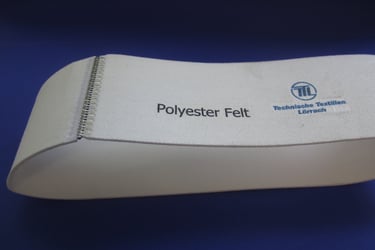 Polyester Felt
TTL
Technische Textilien
Lörrach